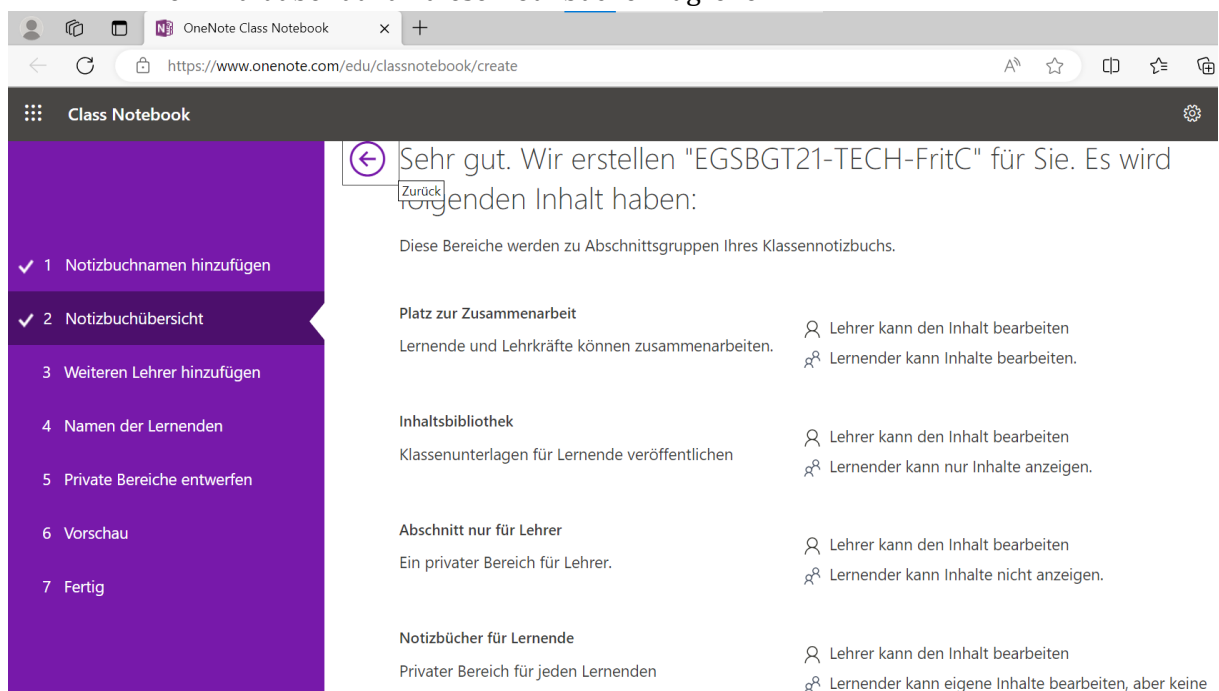 OneNote Class Notebook
https://www.onenote.com/edu/classnotebook/create
Class Notebook
Sehr gut. Wir erstellen "EGSBGT21-TECH-FritC" für Sie. Es wird
Zurück
folgenden Inhalt haben:
Diese Bereiche werden zu Abschnittsgruppen Ihres Klassennotizbuchs.
1 Notizbuchnamen hinzufügen
2 Notizbuchübersicht
3 Weiteren Lehrer hinzufügen
4 Namen der Lernenden
5 Private Bereiche entwerfen
6 Vorschau
7 Fertig
Platz zur Zusammenarbeit
Lernende und Lehrkräfte können zusammenarbeiten.
Lehrer kann den Inhalt bearbeiten
Lernender kann Inhalte bearbeiten.
Inhaltsbibliothek
Klassenunterlagen für Lernende veröffentlichen
Lehrer kann den Inhalt bearbeiten
Lernender kann nur Inhalte anzeigen.
Abschnitt nur für Lehrer
Ein privater Bereich für Lehrer.
Lehrer kann den Inhalt bearbeiten
Lernender kann Inhalte nicht anzeigen.
Notizbücher für Lernende
Privater Bereich für jeden Lernenden
Lehrer kann den Inhalt bearbeiten
Lernender kann eigene Inhalte bearbeiten, aber keine